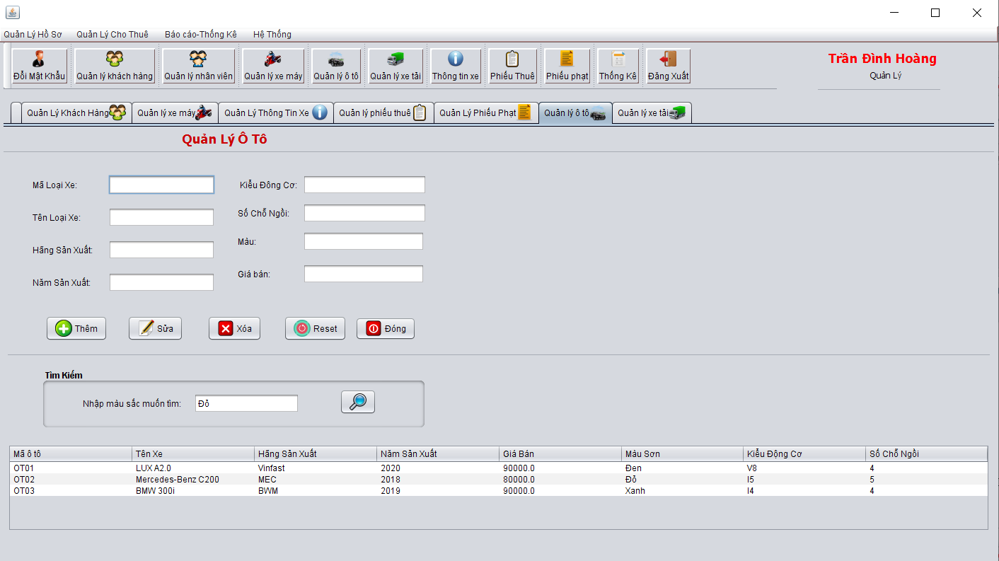 Quản Lý Hồ Sơ Quản Lý Cho Thuê Báo cáo-Thống Kê Hệ Thống
Đổi Mật Khẩu Quản lý khách hàng Quản lý nhân viên Quản lý xe máy Quản lý ô tô Quản lý xe tải Thông tin xe Phiếu Thuê Phiếu phạt Thống Kê Đăng Xuất
Trần Đình Hoàng
Quản Lý
Quản Lý Khách Hàng Quản lý xe máy Quản Lý Thông Tin Xe Quản lý phiếu thuê Quản Lý Phiếu Phạt Quản lý ô tô Quản lý xe tải
Quản Lý Ô Tô
Mã Loại Xe: Kiểu Đông Cơ:
Tên Loại Xe: Số Chỗ Ngồi:
Hãng Sản Xuất: Màu:
Năm Sản Xuất: Giá bán:
Thêm Sửa Xóa Reset Đóng
Tìm Kiếm
Nhập màu sắc muốn tìm: Đỏ
Mã ô tô Tên Xe Hãng Sản Xuất Năm Sản Xuất Giá Bán Màu Sơn Kiểu Động Cơ Số Chỗ Ngồi
OT01 LUX A2.0 Vinfast 2020 90000.0 Đen V8 4
OT02 Mercedes-Benz C200 MEC 2018 80000.0 Đỏ I5 5
OT03 BMW 300i BWM 2019 90000.0 Xanh I4 4